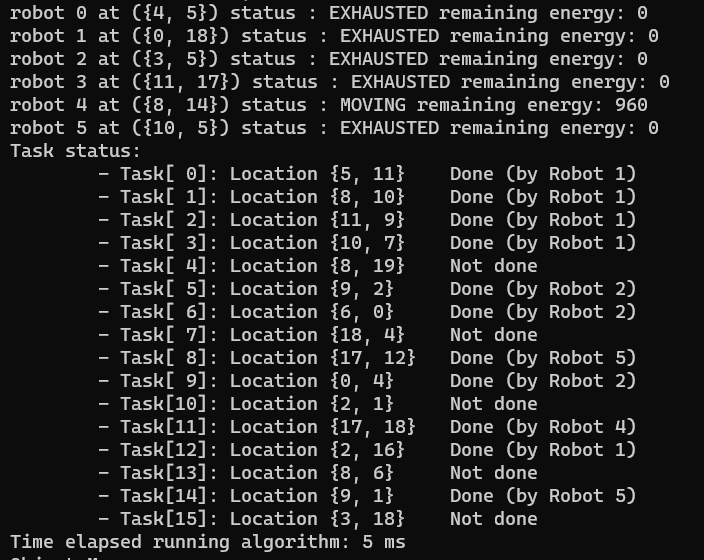 robot 0 at ({4, 5}) status : EXHAUSTED remaining energy: 0
robot 1 at ({0, 18}) status : EXHAUSTED remaining energy: 0
robot 2 at ({3, 5}) status : EXHAUSTED remaining energy: 0
robot 3 at ({11, 17}) status : EXHAUSTED remaining energy: 0
robot 4 at ({8, 14}) status : MOVING remaining energy: 960
robot 5 at ({10, 5}) status : EXHAUSTED remaining energy: 0
Task status:
- Task[ 0]: Location {5, 11} Done (by Robot 1)
- Task[ 1]: Location {8, 10} Done (by Robot 1)
- Task[ 2]: Location {11, 9} Done (by Robot 1)
- Task[ 3]: Location {10, 7} Done (by Robot 1)
- Task[ 4]: Location {8, 19} Not done
- Task[ 5]: Location {9, 2} Done (by Robot 2)
- Task[ 6]: Location {6, 0} Done (by Robot 2)
- Task[ 7]: Location {18, 4} Not done
- Task[ 8]: Location {17, 12} Done (by Robot 5)
- Task[ 9]: Location {0, 4} Done (by Robot 2)
- Task[10]: Location {2, 1} Not done
- Task[11]: Location {17, 18} Done (by Robot 4)
- Task[12]: Location {2, 16} Done (by Robot 1)
- Task[13]: Location {8, 6} Not done
- Task[14]: Location {9, 1} Done (by Robot 5)
- Task[15]: Location {3, 18} Not done
Time elapsed running algorithm: 5 ms